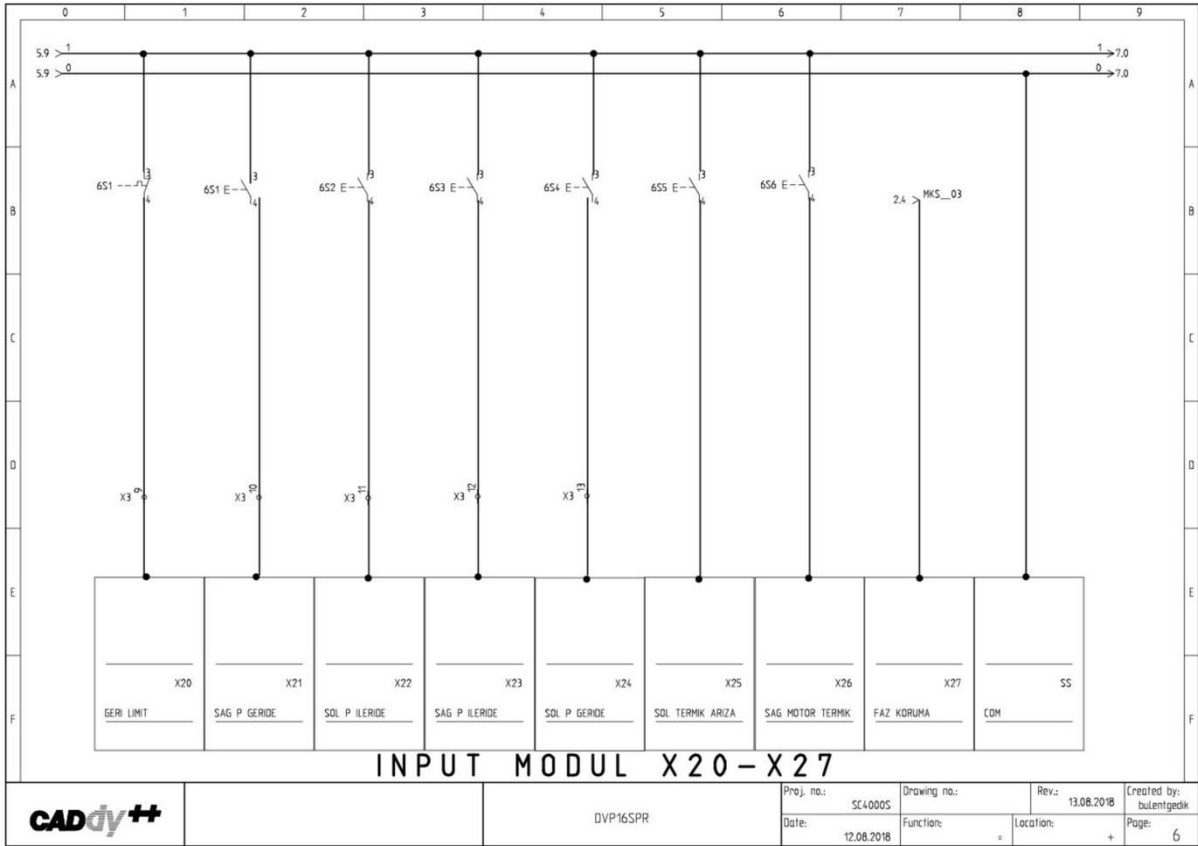 0 1 2 3 4 5 6 7 8 9
5.9 > 1 1 > 7.0
5.9 > 0 0 > 7.0
A A
3 3 3 3 3 3 3
6S1 6S1 E 6S2 E 6S3 E 6S4 E 6S5 E 6S6 E
4 4 4 4 4 4 4
2.4 > MKS__03
B B
C C
D D
X3 9 X3 10 X3 11 X3 12 X3 13
E E
X20 X21 X22 X23 X24 X25 X26 X27 SS
F F
GERI LIMIT SAG P GERIDE SOL P ILERIDE SAG P ILERIDE SOL P GERIDE SOL TERMIK ARIZA SAG MOTOR TERMIK FAZ KORUMA COM
INPUT MODUL X20-X27
CADdy++
DVP16SPR
Proj. no.: SC4000S
Drawing no.:
Rev.: 13.08.2018
Created by: bulentgedik
Date: 12.08.2018
Function: =
Location: +
Page: 6